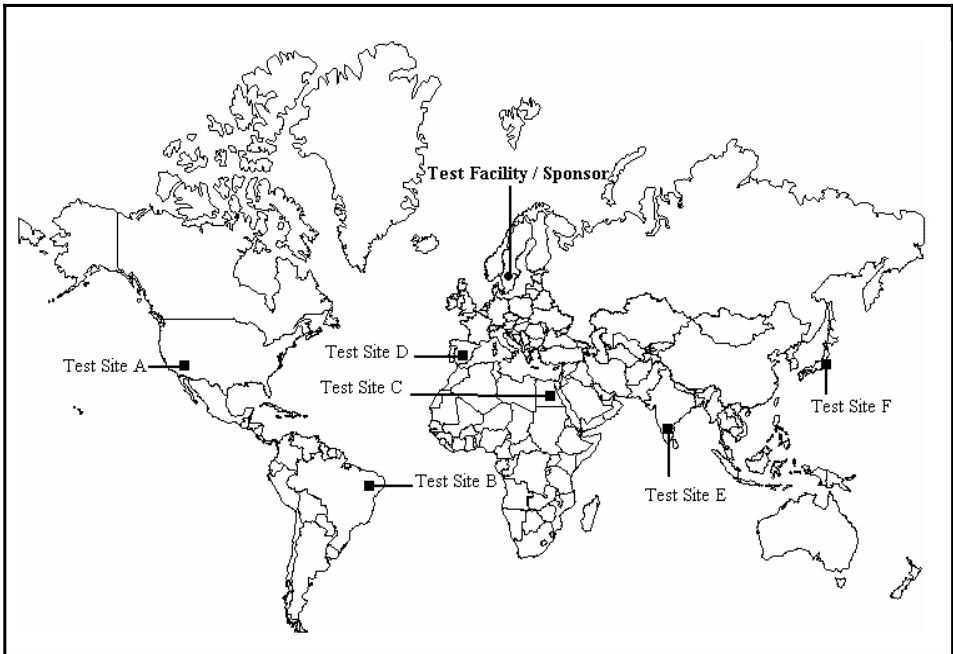 Test Facility / Sponsor
Test Site D
Test Site A
Test Site C
Test Site F
Test Site B
Test Site E